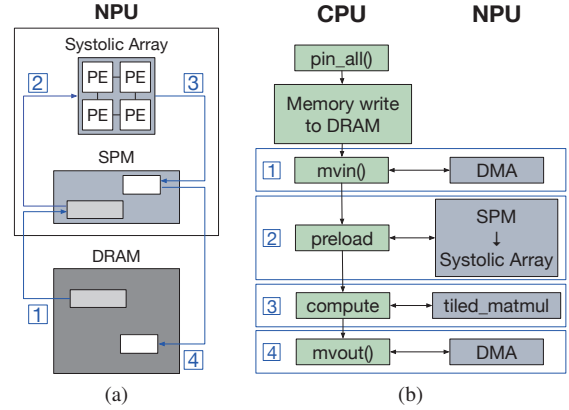 NPU
Systolic Array
2
3
PE PE
PE PE
SPM
DRAM
1
4
(a)
CPU NPU
pin_all()
Memory write
to DRAM
1 mvin() DMA
2 preload SPM
↓
Systolic Array
3 compute tiled_matmul
4 mvout() DMA
(b)